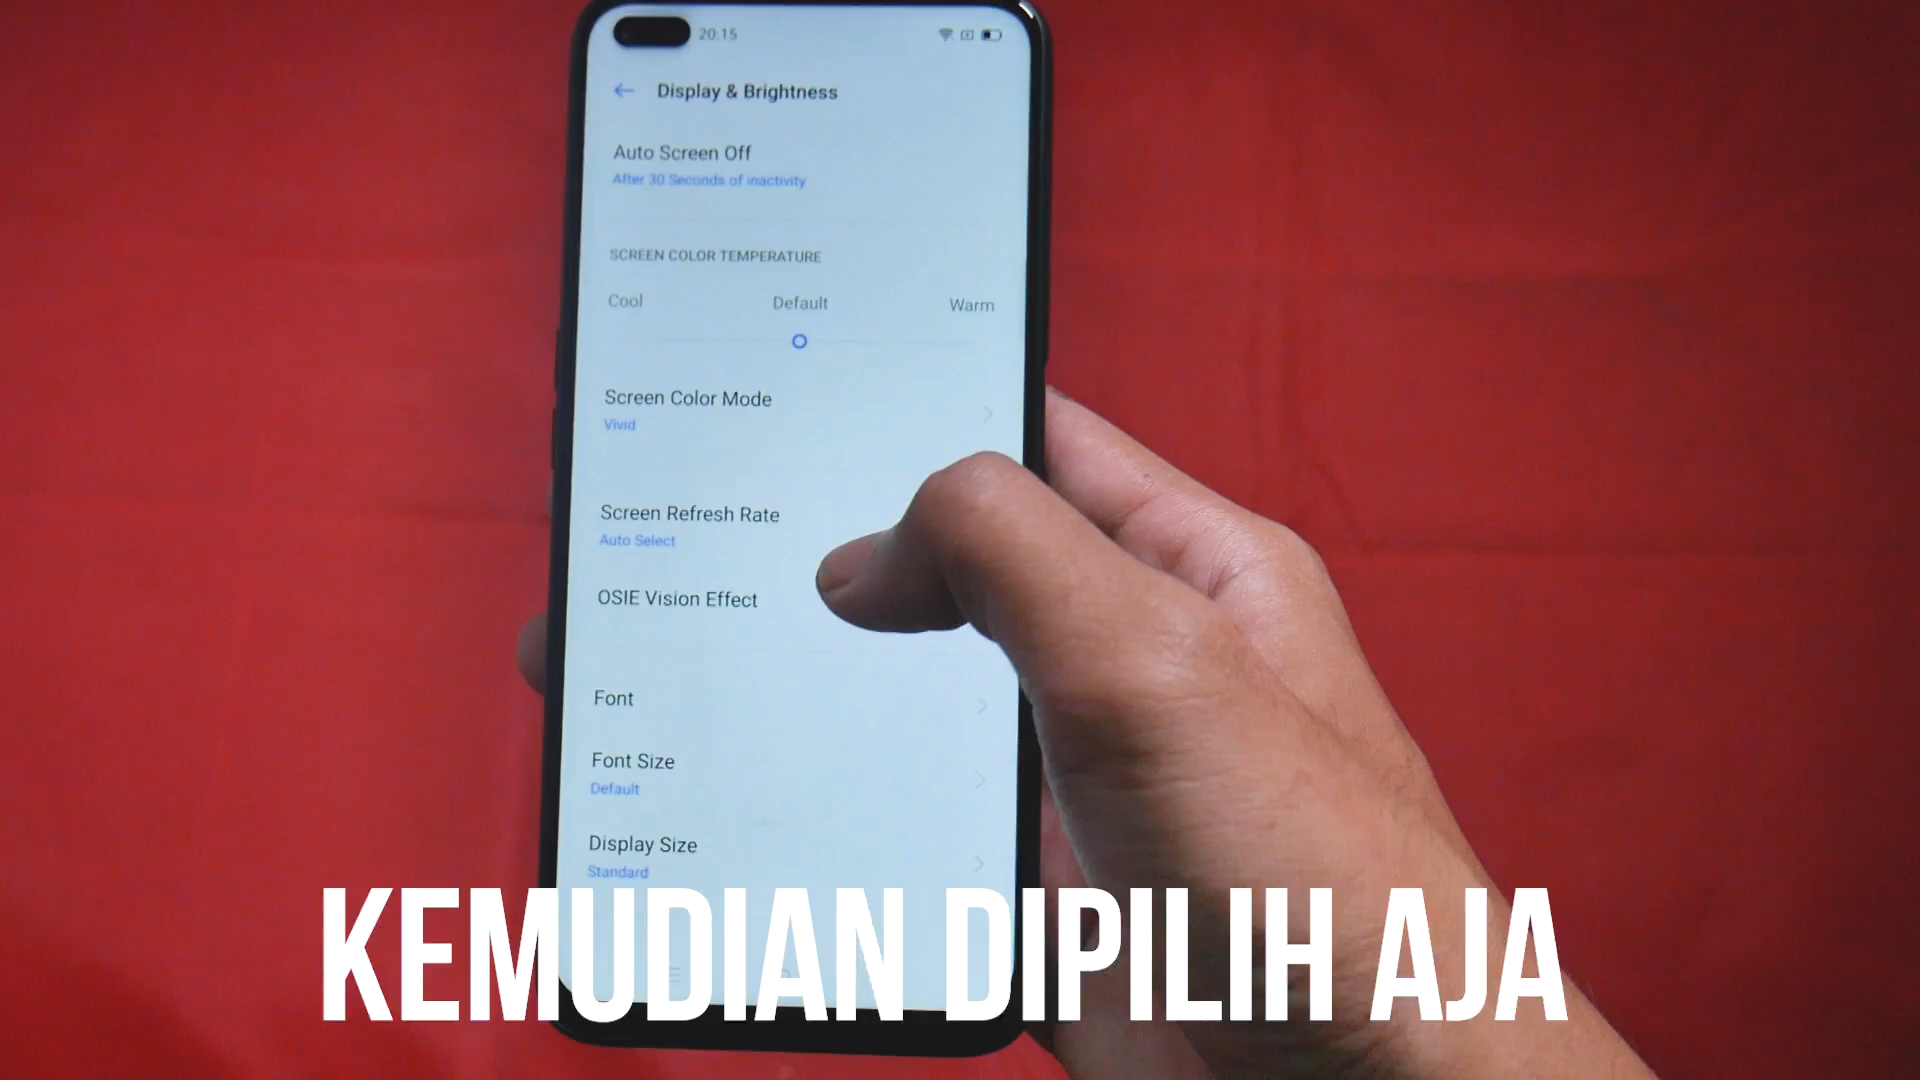 20:15
Display & Brightness
Auto Screen Off
After 30 Seconds of inactivity
SCREEN COLOR TEMPERATURE
Cool Default Warm
Screen Color Mode
Vivid
Screen Refresh Rate
Auto Select
OSIE Vision Effect
Font
Font Size
Default
Display Size
Standard
KEMUDIAN DIPILIH AJA